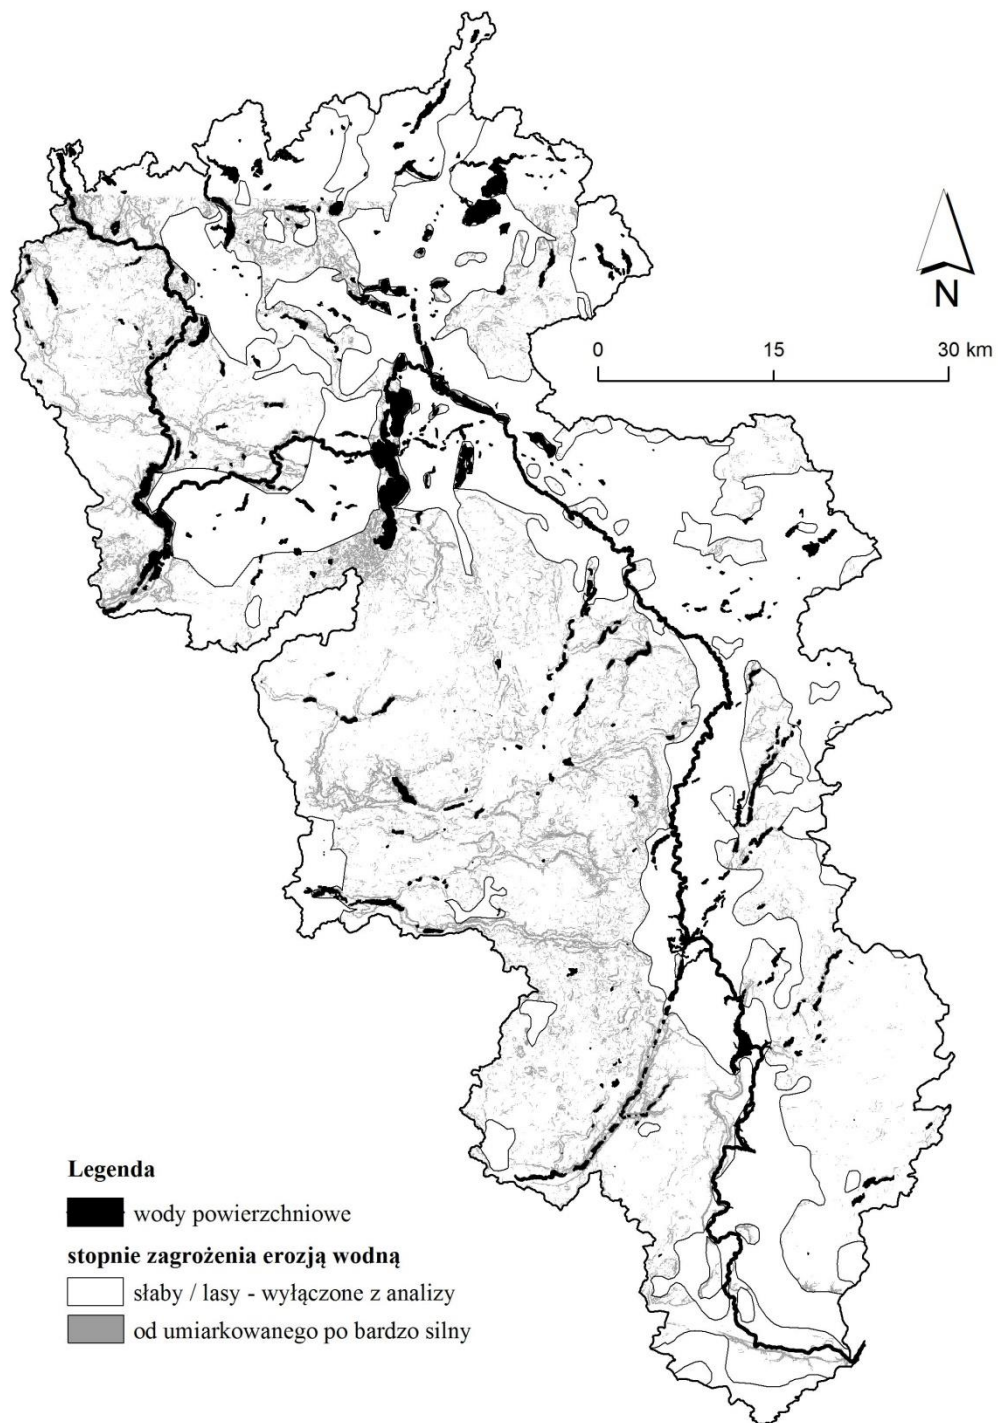 N
0 15 30 km
Legenda
wody powierzchniowe
stopnie zagrożenia erozją wodną
słaby / lasy - wyłączone z analizy
od umiarkowanego po bardzo silny